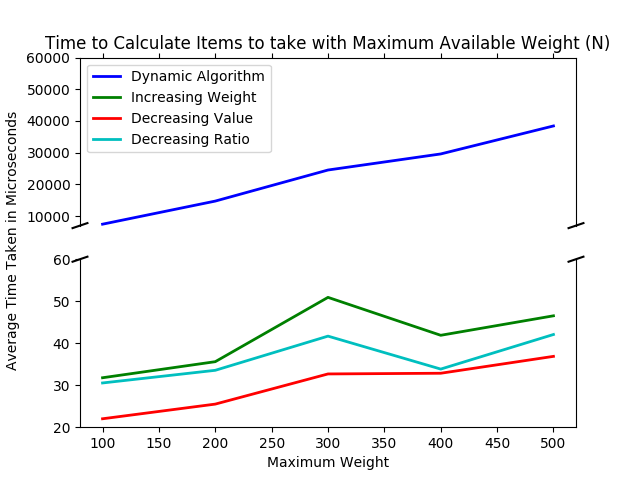 Time to Calculate Items to take with Maximum Available Weight (N)
60000
50000
40000
30000
20000
10000
Dynamic Algorithm
Increasing Weight
Decreasing Value
Decreasing Ratio
Average Time Taken in Microseconds
60
50
40
30
20
100 150 200 250 300 350 400 450 500
Maximum Weight